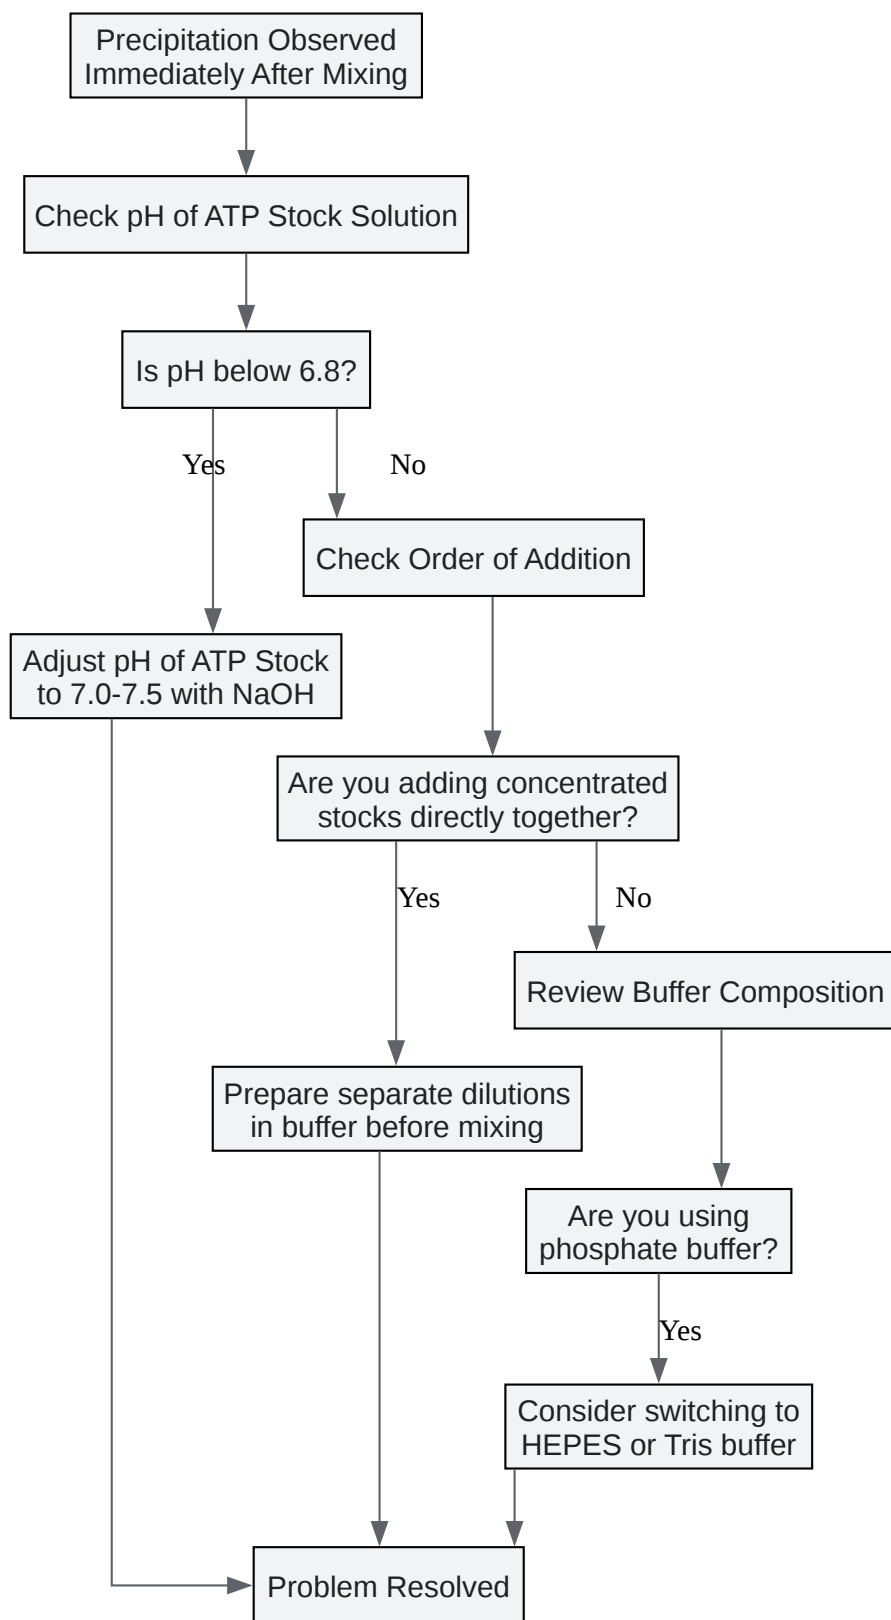 Precipitation Observed
Immediately After Mixing
Check pH of ATP Stock Solution
Is pH below 6.8?
Yes
No
Check Order of Addition
Adjust pH of ATP Stock
to 7.0-7.5 with NaOH
Are you adding concentrated
stocks directly together?
Yes
No
Review Buffer Composition
Prepare separate dilutions
in buffer before mixing
Are you using
phosphate buffer?
Yes
Consider switching to
HEPES or Tris buffer
Problem Resolved